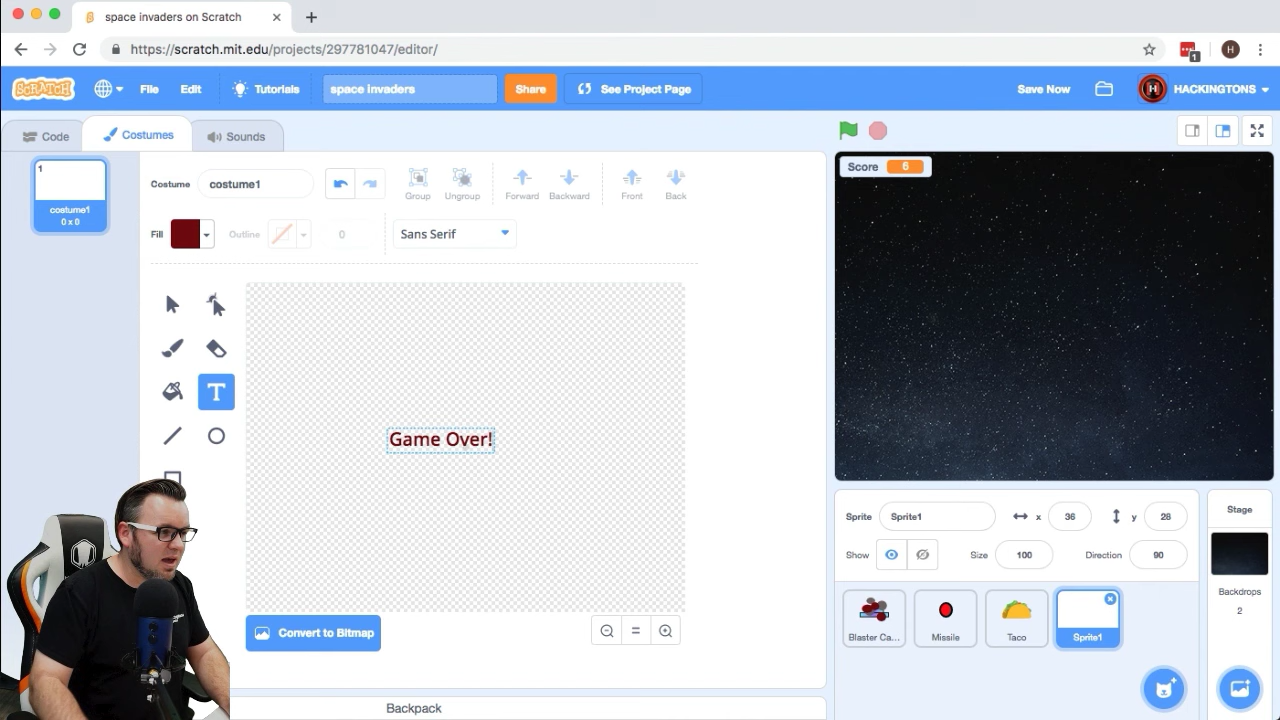 space invaders on Scratch
https://scratch.mit.edu/projects/297781047/editor/
1
H
SCRATCH
File
Edit
Tutorials
space invaders
Share
See Project Page
Save Now
H
HACKINGTONS
Code
Costumes
Sounds
1
costume1
0 x 0
Costume
costume1
Group
Ungroup
Forward
Backward
Front
Back
Fill
Outline
0
Sans Serif
T
Game Over!
Convert to Bitmap
Backpack
Score 6
Sprite
Sprite1
x
36
y
28
Show
Size
100
Direction
90
Stage
Backdrops
2
Blaster Ca...
Missile
Taco
Sprite1